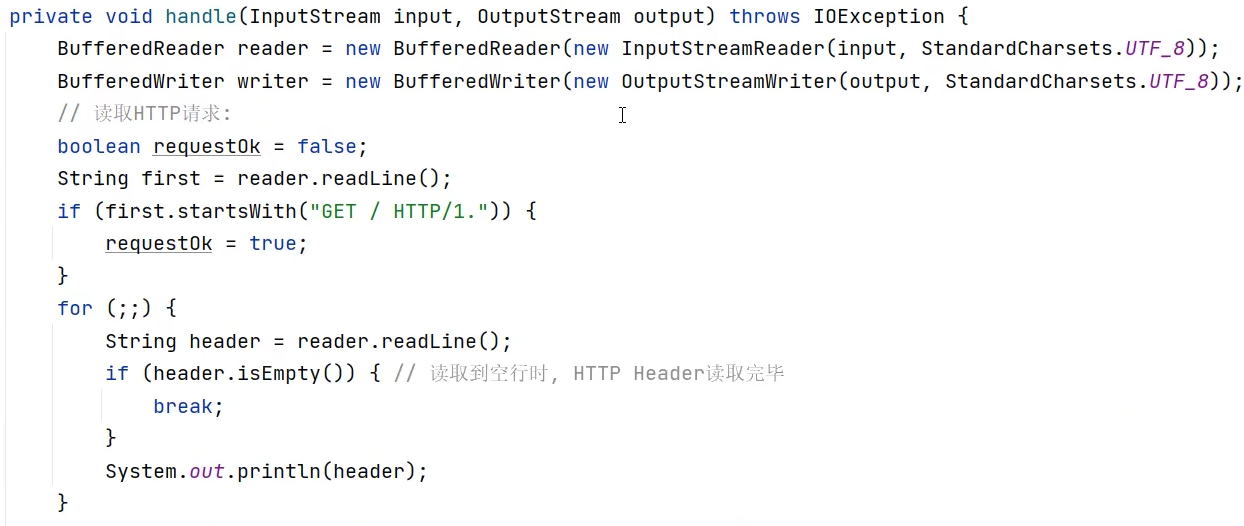 private void handle(InputStream input, OutputStream output) throws IOException {
    BufferedReader reader = new BufferedReader(new InputStreamReader(input, StandardCharsets.UTF_8));
    BufferedWriter writer = new BufferedWriter(new OutputStreamWriter(output, StandardCharsets.UTF_8));
    // 读取HTTP请求:
    boolean requestOk = false;
    String first = reader.readLine();
    if (first.startsWith("GET / HTTP/1.")) {
        requestOk = true;
    }
    for (;;) {
        String header = reader.readLine();
        if (header.isEmpty()) { // 读取到空行时, HTTP Header读取完毕
            break;
        }
        System.out.println(header);
    }